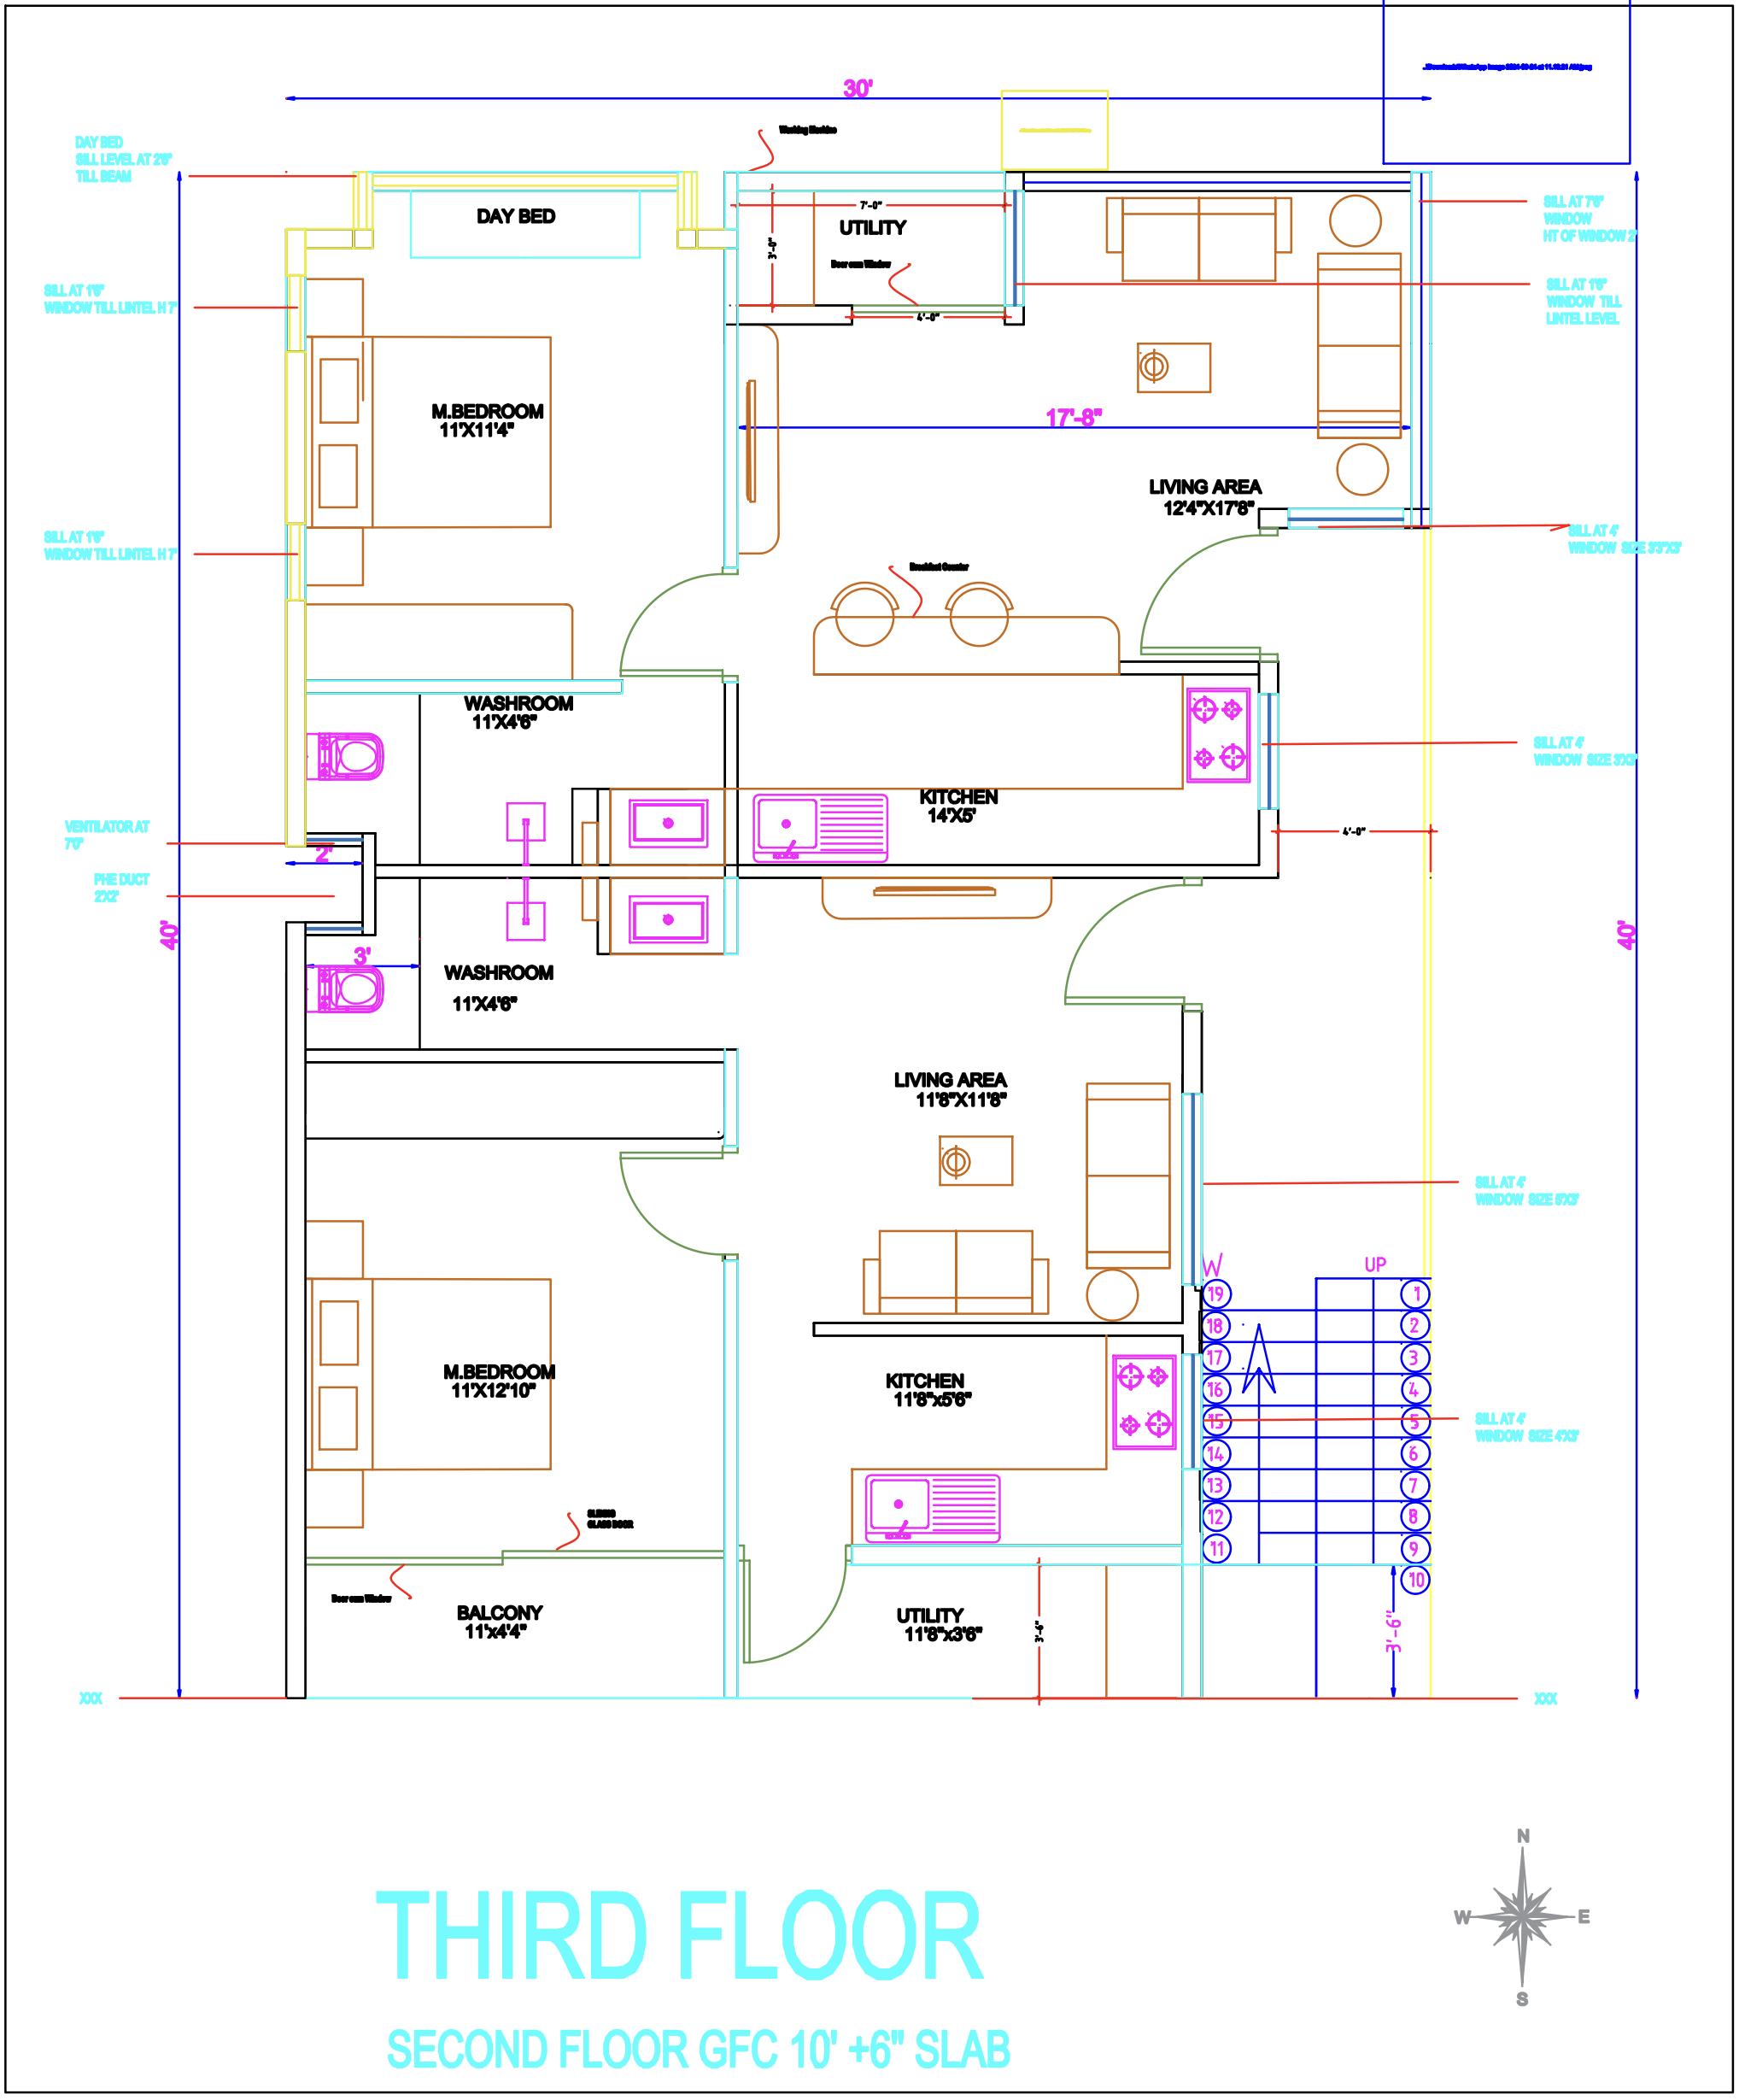 30'
DAY BED
SILL LEVEL AT 2'6"
TILL BEAM
Washing Machine
DAY BED
7'-0"
UTILITY
3'-0"
Door cum Window
4'-0"
SILL AT 7'6"
WINDOW
HT OF WINDOW 2'
SILL AT 1'6"
WINDOW TILL
LINTEL LEVEL
SILL AT 1'6"
WINDOW TILL LINTEL H 7'
M.BEDROOM
11'X11'4"
17'-8"
LIVING AREA
12'4"X17'8"
SILL AT 1'6"
WINDOW TILL LINTEL H 7'
SILL AT 4'
WINDOW SIZE 3'3"X3'
Breakfast Counter
WASHROOM
11'X4'6"
SILL AT 4'
WINDOW SIZE 3'X3'
KITCHEN
14'X5'
4'-0"
VENTILATOR AT
7'0"
2'
PHE DUCT
2'X2'
40'
40'
3'
WASHROOM
11'X4'6"
LIVING AREA
11'8"X11'8"
SILL AT 4'
WINDOW SIZE 5'X3'
W
UP
19
18
17
16
15
14
13
12
11
1
2
3
4
5
6
7
8
9
10
M.BEDROOM
11'X12'10"
KITCHEN
11'8"x5'6"
SILL AT 4'
WINDOW SIZE 4'X3'
SLIDING
GLASS DOOR
Door cum Window
BALCONY
11'x4'4"
UTILITY
11'8"x3'6"
3'-6"
3'-6"
XXX
XXX
N
W
E
S
THIRD FLOOR
SECOND FLOOR GFC 10' +6" SLAB